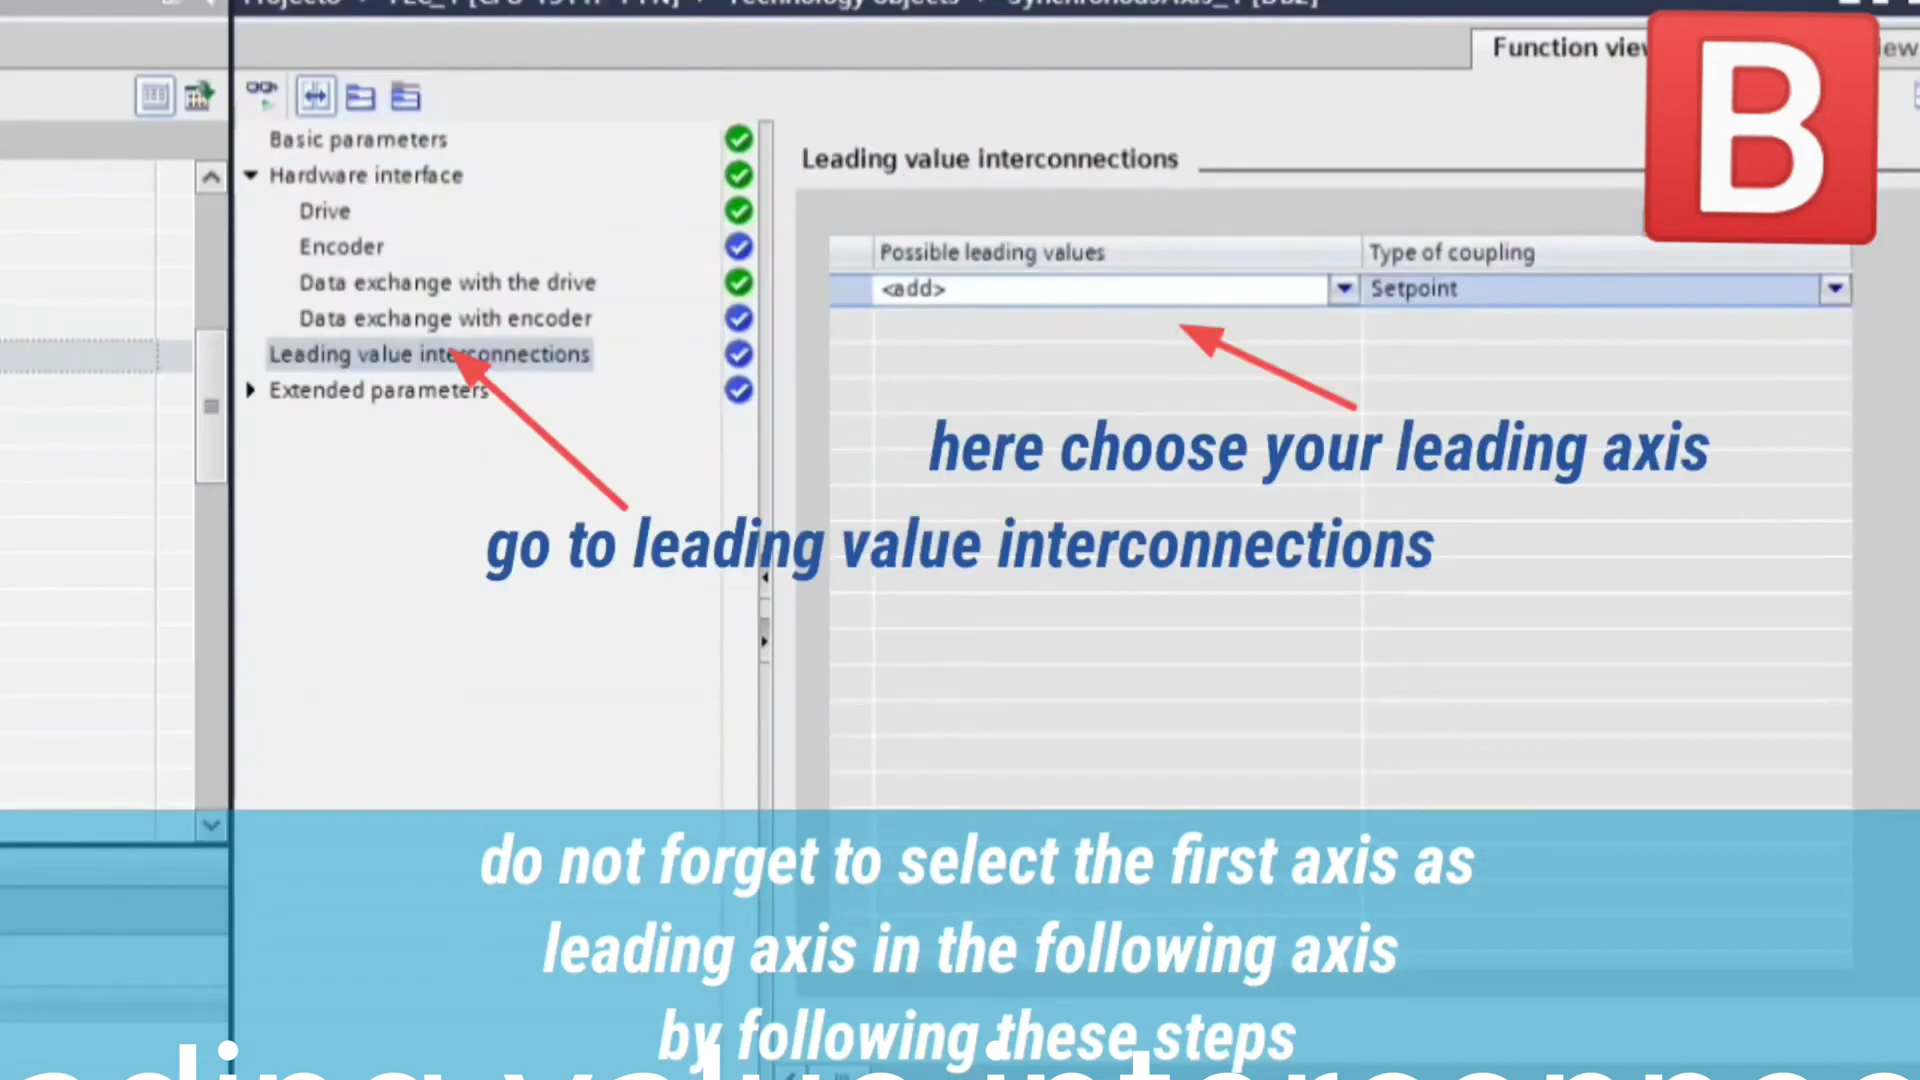 Function view
B
Basic parameters
Hardware interface
Drive
Encoder
Data exchange with the drive
Data exchange with encoder
Leading value interconnections
Extended parameters
Leading value interconnections
Possible leading values Type of coupling
<add> Setpoint
here choose your leading axis
go to leading value interconnections
do not forget to select the first axis as
leading axis in the following axis
by following these steps